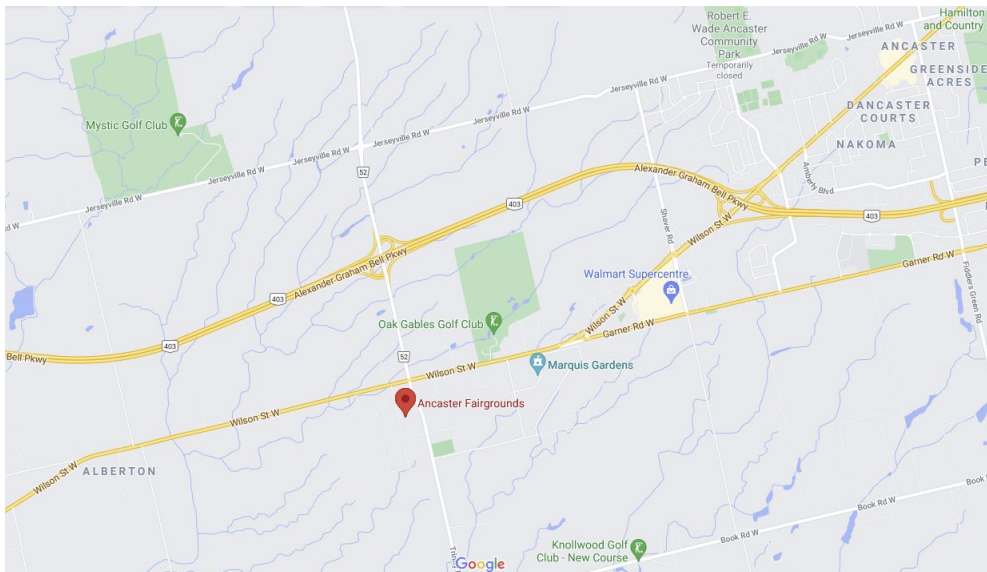 Hamilton
and Country
Robert E.
Wade Ancaster
Community
Park
Temporarily
closed
ANCASTER
GREENSIDE
ACRES
Jerseyville Rd W
Jerseyville Rd W
DANCASTER
COURTS
Mystic Golf Club
Jerseyville Rd W
NAKOMA
Jerseyville Rd W
52
Alexander Graham Bell Pkwy
Amberly Blvd
Jerseyville Rd W
403
Shaver Rd
403
Wilson St W
Alexander Graham Bell Pkwy
Walmart Supercentre
Garner Rd W
Fiddlers Green Rd
403
Oak Gables Golf Club
Wilson St W
Garner Rd W
403
Bell Pkwy
52
Wilson St W
Marquis Gardens
Ancaster Fairgrounds
Wilson St W
ALBERTON
Wilson St W
Book Rd W
Book Rd W
Knollwood Golf
Club - New Course
Google